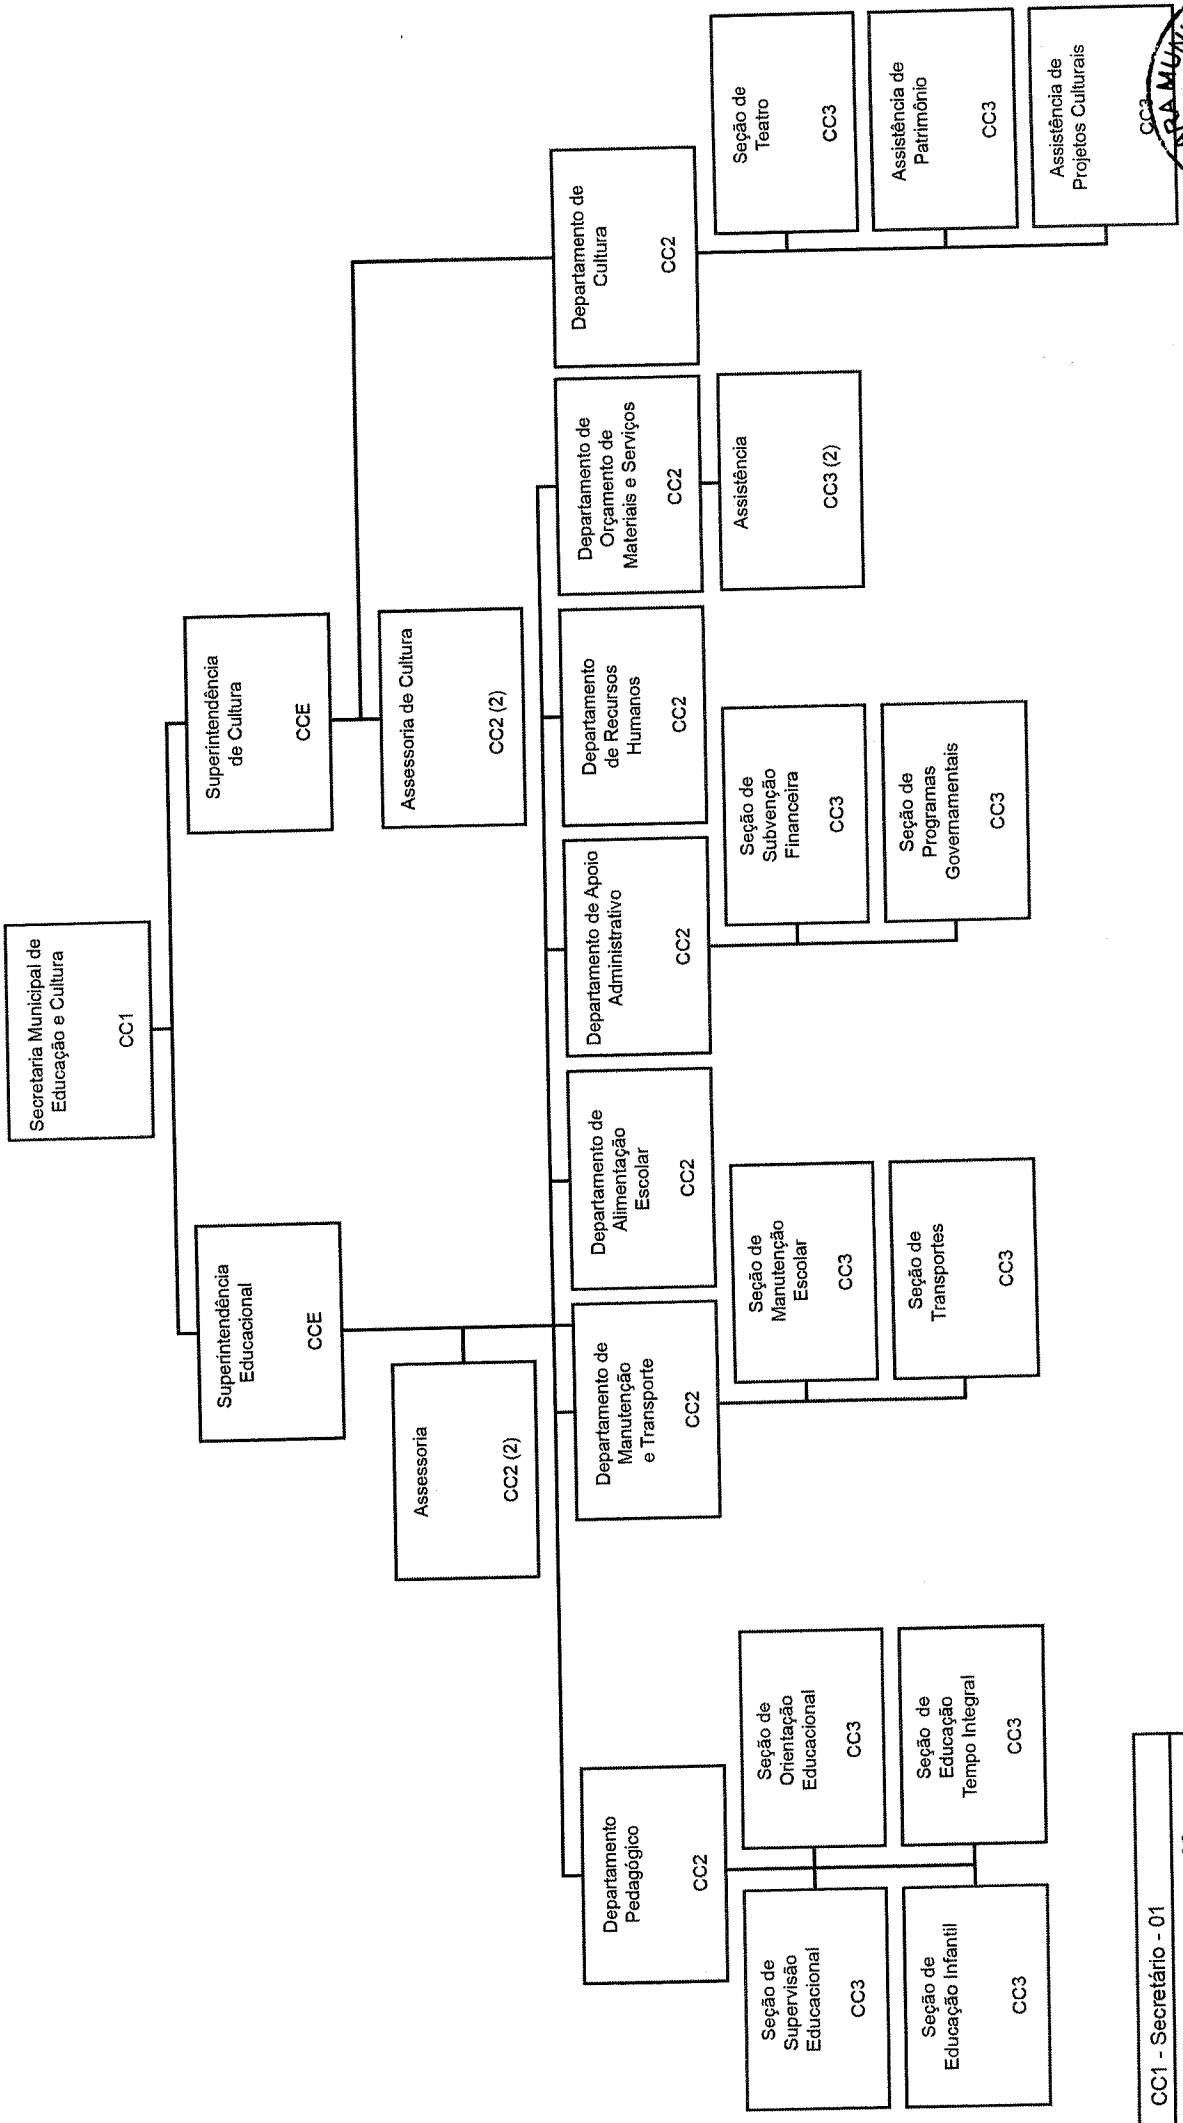 Secretaria Municipal de
Educação e Cultura
CC1
Superintendência
Educacional
CCE
Superintendência
de Cultura
CCE
Assessoria
CC2 (2)
Assessoria de Cultura
CC2 (2)
Departamento
Pedagógico
CC2
Departamento de
Manutenção
e Transporte
CC2
Departamento de
Alimentação
Escolar
CC2
Departamento de Apoio
Administrativo
CC2
Departamento
de Recursos
Humanos
CC2
Departamento de
Orçamento de
Materiais e Serviços
CC2
Departamento de
Cultura
CC2
Seção de
Supervisão
Educacional
CC3
Seção de
Orientação
Educacional
CC3
Seção de
Manutenção
Escolar
CC3
Seção de
Subvenção
Financeira
CC3
Assistência
CC3 (2)
Seção de
Teatro
CC3
Seção de
Educação Infantil
CC3
Seção de
Educação
Tempo Integral
CC3
Seção de
Transportes
CC3
Seção de
Programas
Governamentais
CC3
Assistência de
Patrimônio
CC3
Assistência de
Projetos Culturais
CC3
CC1 - Secretário - 01